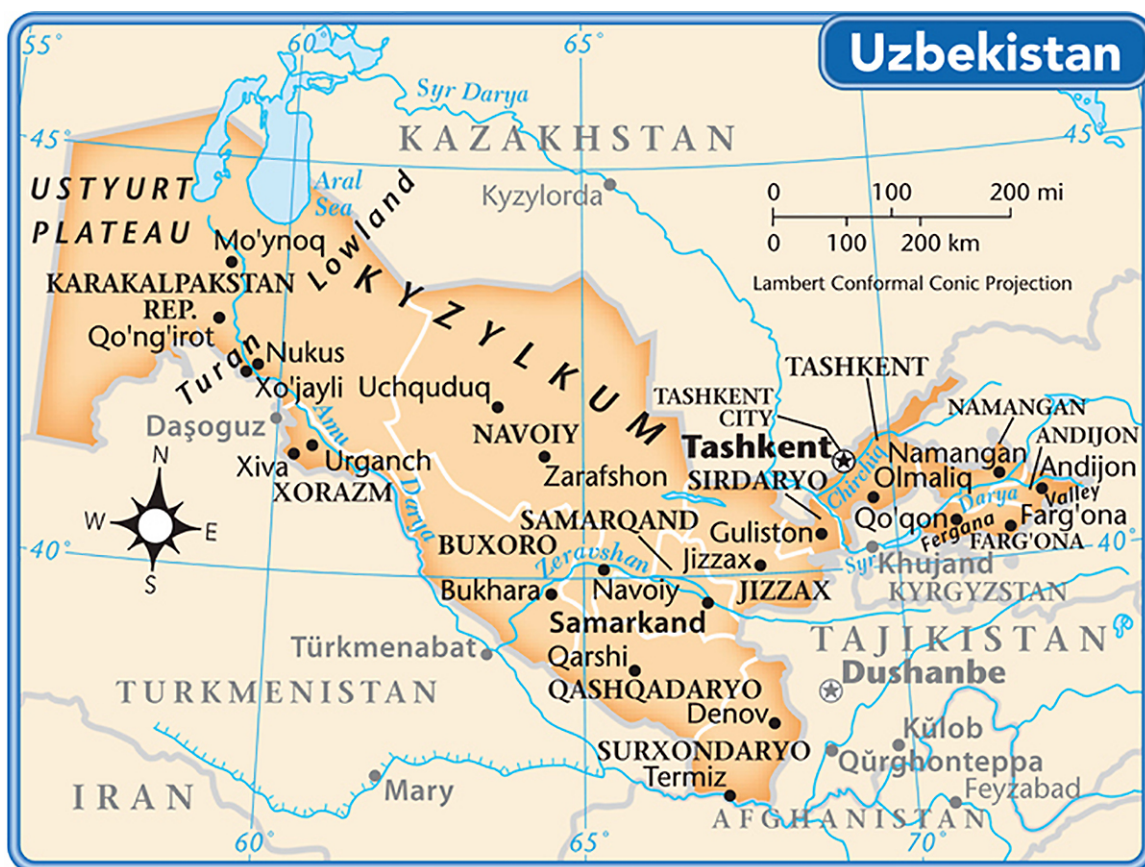 Uzbekistan
55°
60°
65°
45°
45°
Syr Darya
KAZAKHSTAN
Kyzylorda
Aral
Sea
0 100 200 mi
0 100 200 km
Lambert Conformal Conic Projection
USTYURT
PLATEAU
Turan Lowland
Mo'ynoq
KARAKALPAKSTAN
REP.
Qo'ng'irot
Nukus
Xo'jayli
KYZYLKUM
Uchquduq
NAVOIY
Zarafshon
Daşoguz
Xiva
Urganch
XORAZM
Amu Darya
TASHKENT
TASHKENT
CITY
Tashkent
SIRDARYO
Chirchiq
NAMANGAN
Namangan
ANDIJON
Andijon
Olmaliq
Syr Darya
Fergana Valley
Qo'qon
Farg'ona
FARG'ONA
N
W E
S
40°
40°
SAMARQAND
BUXORO
Zeravshan
Guliston
Jizzax
JIZZAX
Khujand
KYRGYZSTAN
Bukhara
Navoiy
Samarkand
Türkmenabat
TURKMENISTAN
Qarshi
QASHQADARYO
Denov
TAJIKISTAN
Dushanbe
SURXONDARYO
Termiz
Kŭlob
Qŭrghonteppa
Feyzabad
IRAN
Mary
AFGHANISTAN
60°
65°
70°